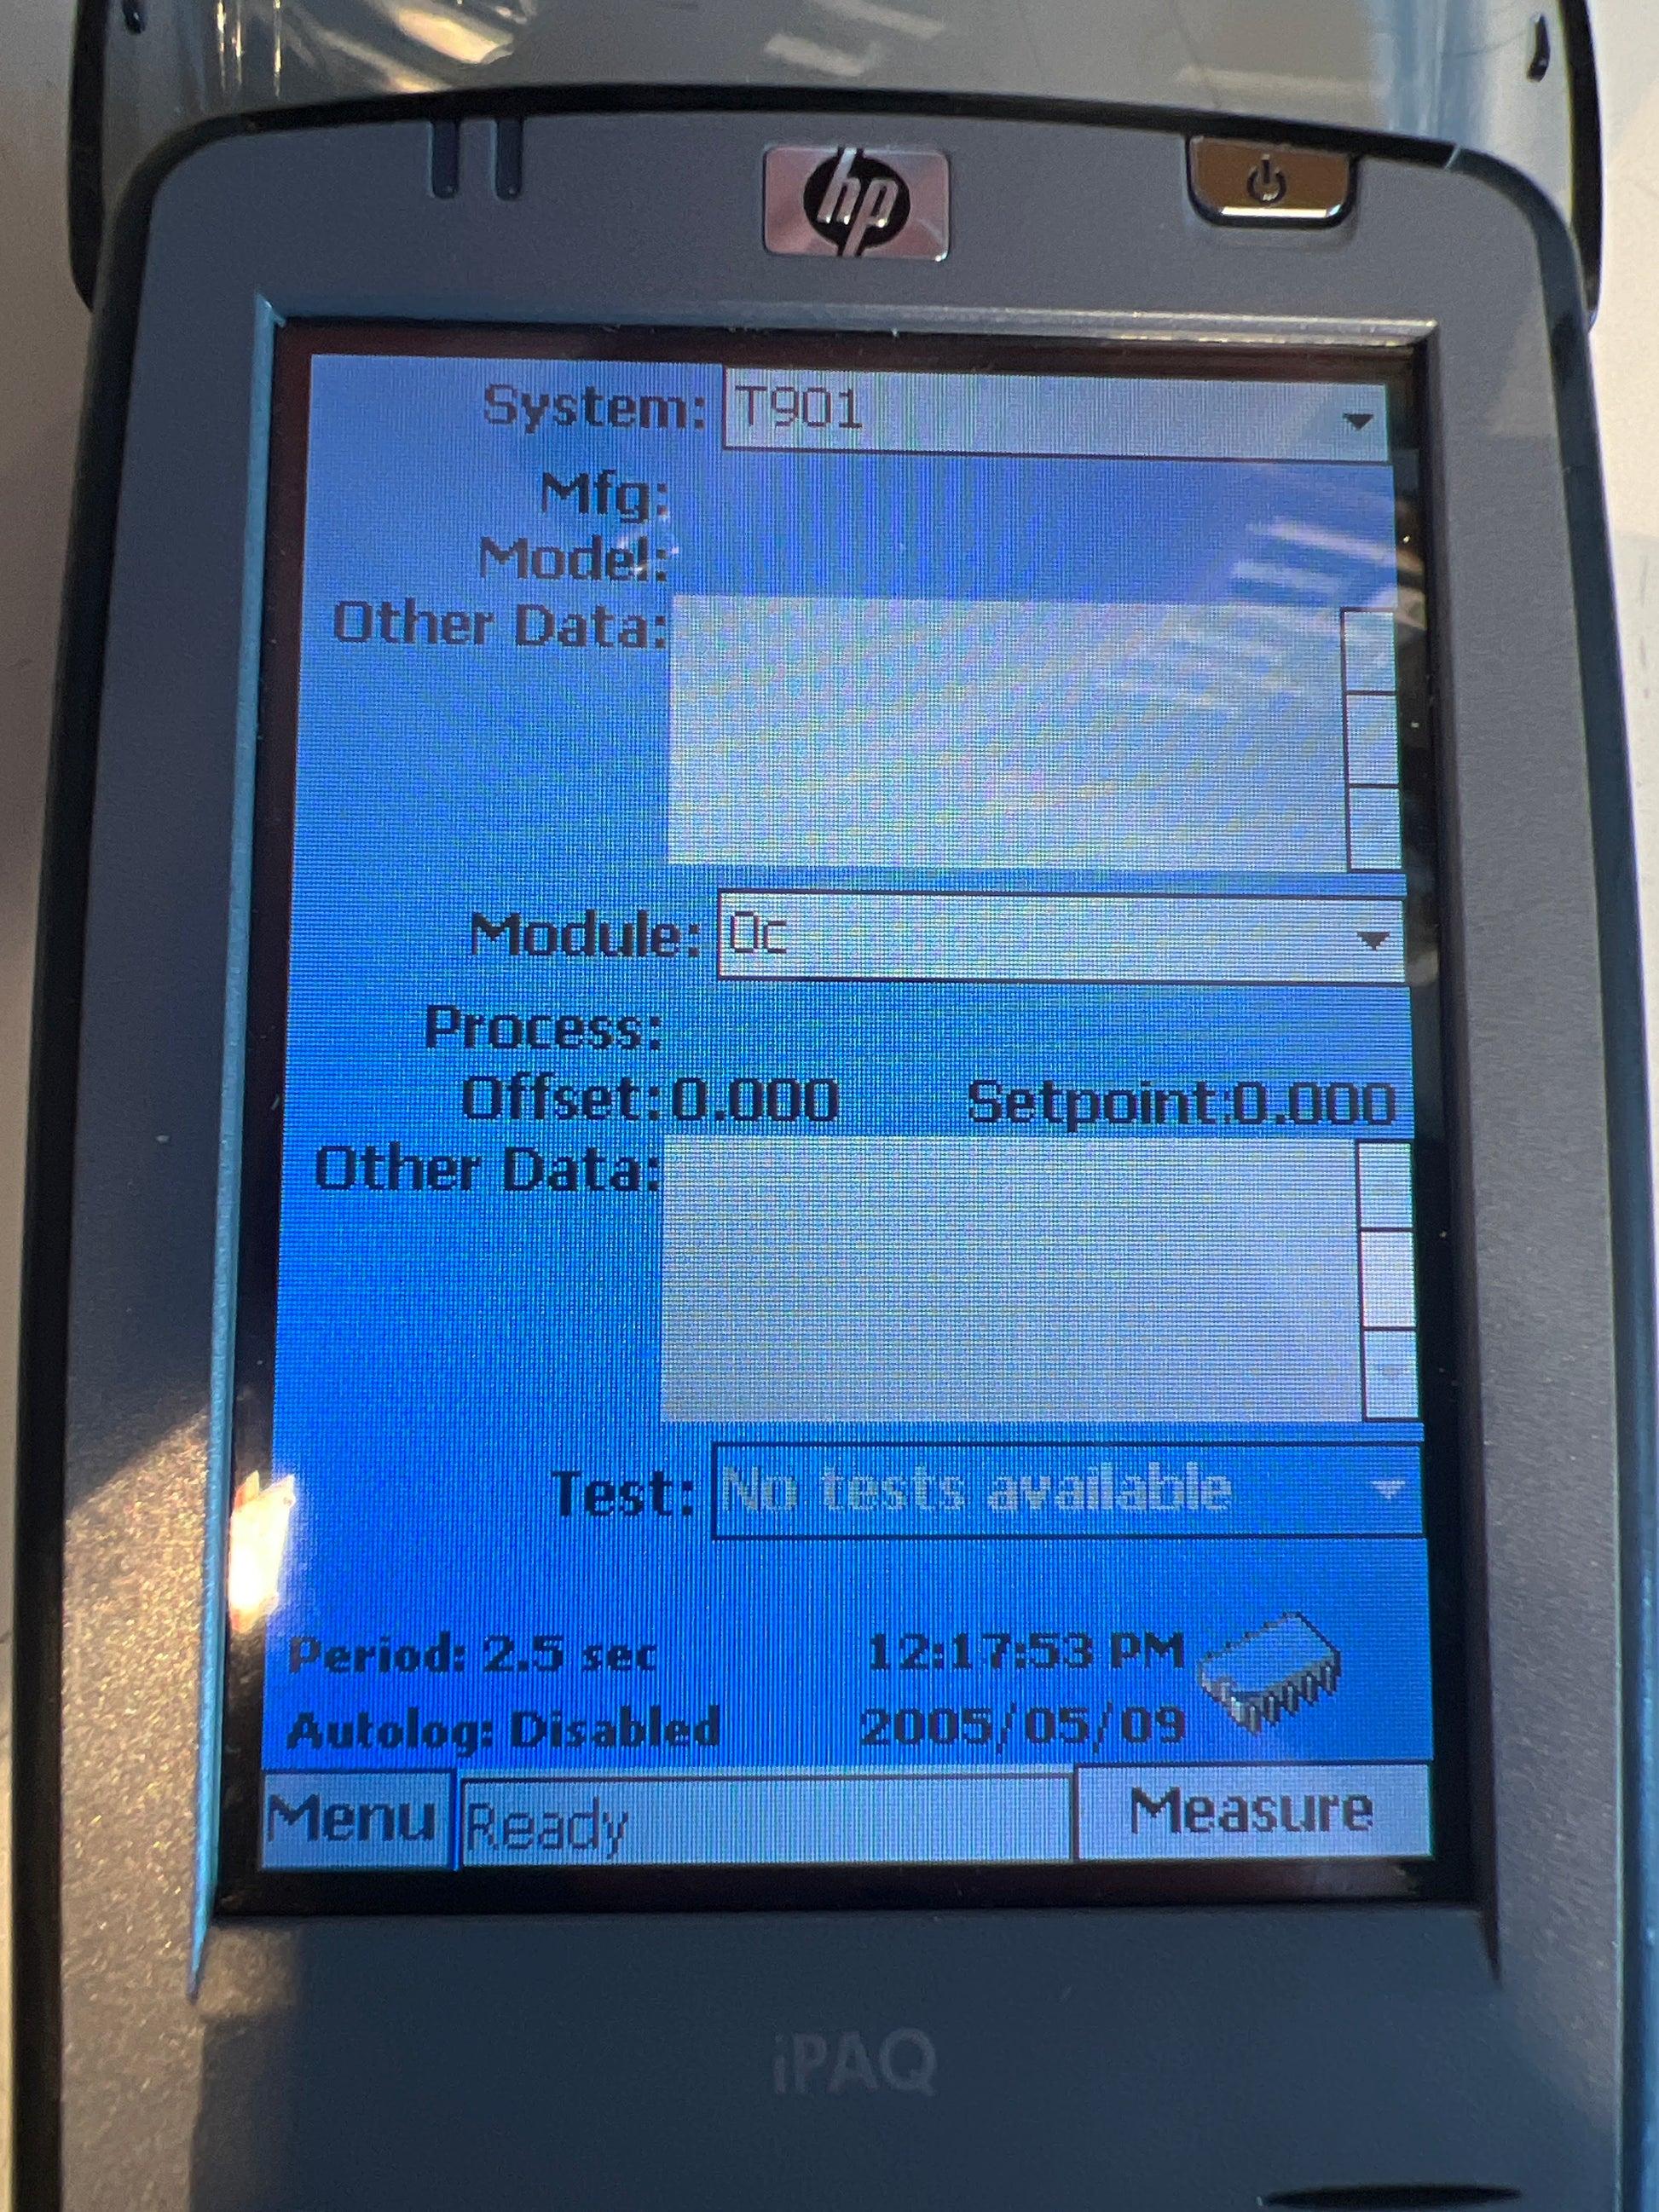 hp
System: T901
Mfg:
Model:
Other Data:
Module: Oc
Process:
Offset: 0.000 Setpoint: 0.000
Other Data:
Test: No tests available
Period: 2.5 sec 12:17:53 PM
Autolog: Disabled 2005/05/09
Menu Ready Measure
iPAQ